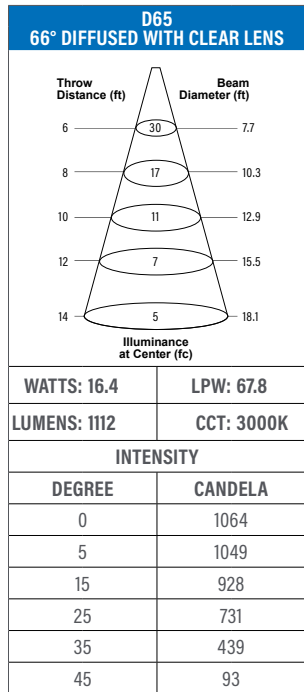 D65
66° DIFFUSED WITH CLEAR LENS
Throw Beam
Distance (ft) Diameter (ft)
6 30 7.7
8 17 10.3
10 11 12.9
12 7 15.5
14 5 18.1
Illuminance
at Center (fc)
WATTS: 16.4 LPW: 67.8
LUMENS: 1112 CCT: 3000K
INTENSITY
DEGREE CANDELA
0 1064
5 1049
15 928
25 731
35 439
45 93